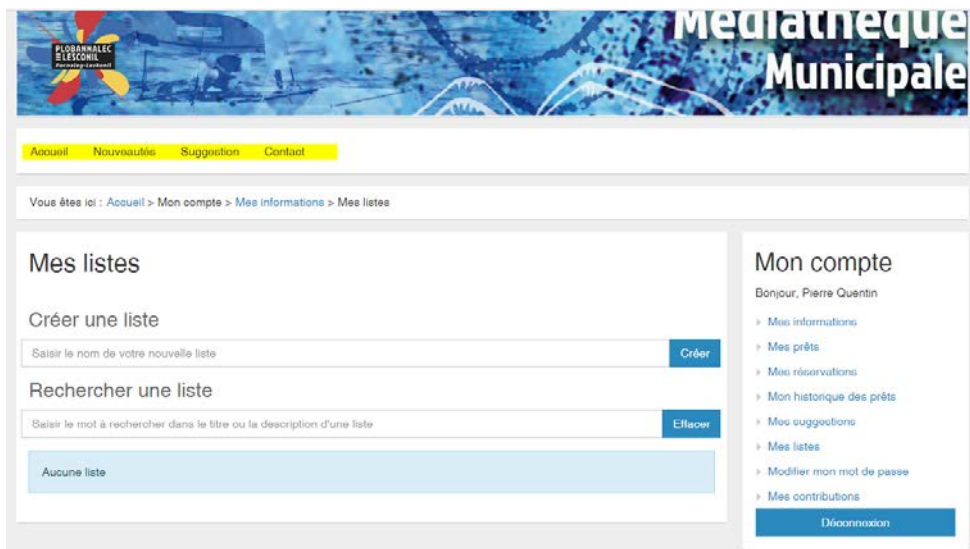 Médiathèque
Municipale
PLOBANNALEC
LESCONIL
Pornaleg-Leskonil
Accueil Nouveautés Suggestion Contact
Vous êtes ici : Accueil > Mon compte > Mes informations > Mes listes
Mes listes
Créer une liste
Saisir le nom de votre nouvelle liste
Créer
Rechercher une liste
Saisir le mot à rechercher dans le titre ou la description d'une liste
Effacer
Aucune liste
Mon compte
Bonjour, Pierre Quentin
Mes informations
Mes prêts
Mes réservations
Mon historique des prêts
Mes suggestions
Mes listes
Modifier mon mot de passe
Mes contributions
Déconnexion